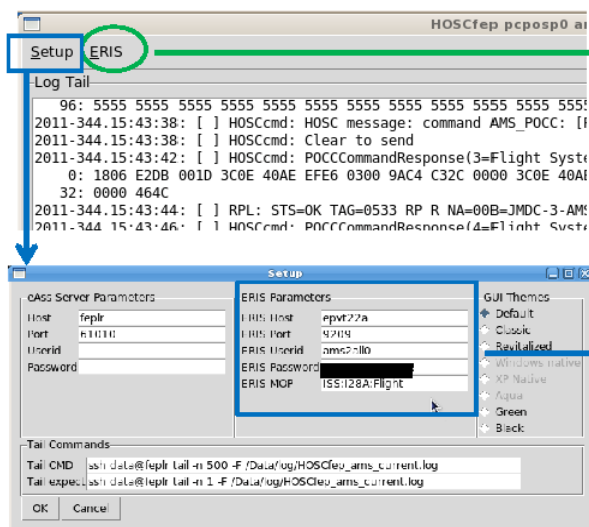 HOSCfep pcposp0 a
Setup ERIS
Log Tail
96: 5555 5555 5555 5555 5555 5555 5555 5555 5555 5555 5555 555
2011-344.15:43:38: [ ] HOSCcmd: HOSC message: command AMS_POCC: [
2011-344.15:43:38: [ ] HOSCcmd: Clear to send
2011-344.15:43:42: [ ] HOSCcmd: POCCCommandResponse(3=Flight Syste
0: 1806 E2DB 001D 3C0E 40AE EFE6 0300 9AC4 C32C 0000 3C0E 40A
32: 0000 464C
2011-344.15:43:44: [ ] RPL: STS=OK TAG=0533 RP R NA=00B=JMDC-3-AMS
2011-344.15:43:46: [ ] HOSCcmd: POCCCommandResponse(4=Flight Syste
Setup
eAss Server Parameters
Host feplr
Port 61010
Userid
Password
ERIS Parameters
ERIS Host epvt22a
ERIS Port 9209
ERIS Userid ams2all0
ERIS Password
ERIS MOP ISS:I28A:Flight
GUI Themes
Default
Classic
Revitalized
Windows native
XP Native
Aqua
Green
Black
Tail Commands
Tail CMD ssh data@feplr tail -n 500 -F /Data/log/HOSCfep_ams_current.log
Tail expect ssh data@feplr tail -n 1 -F /Data/log/HOSCfep_ams_current.log
OK Cancel